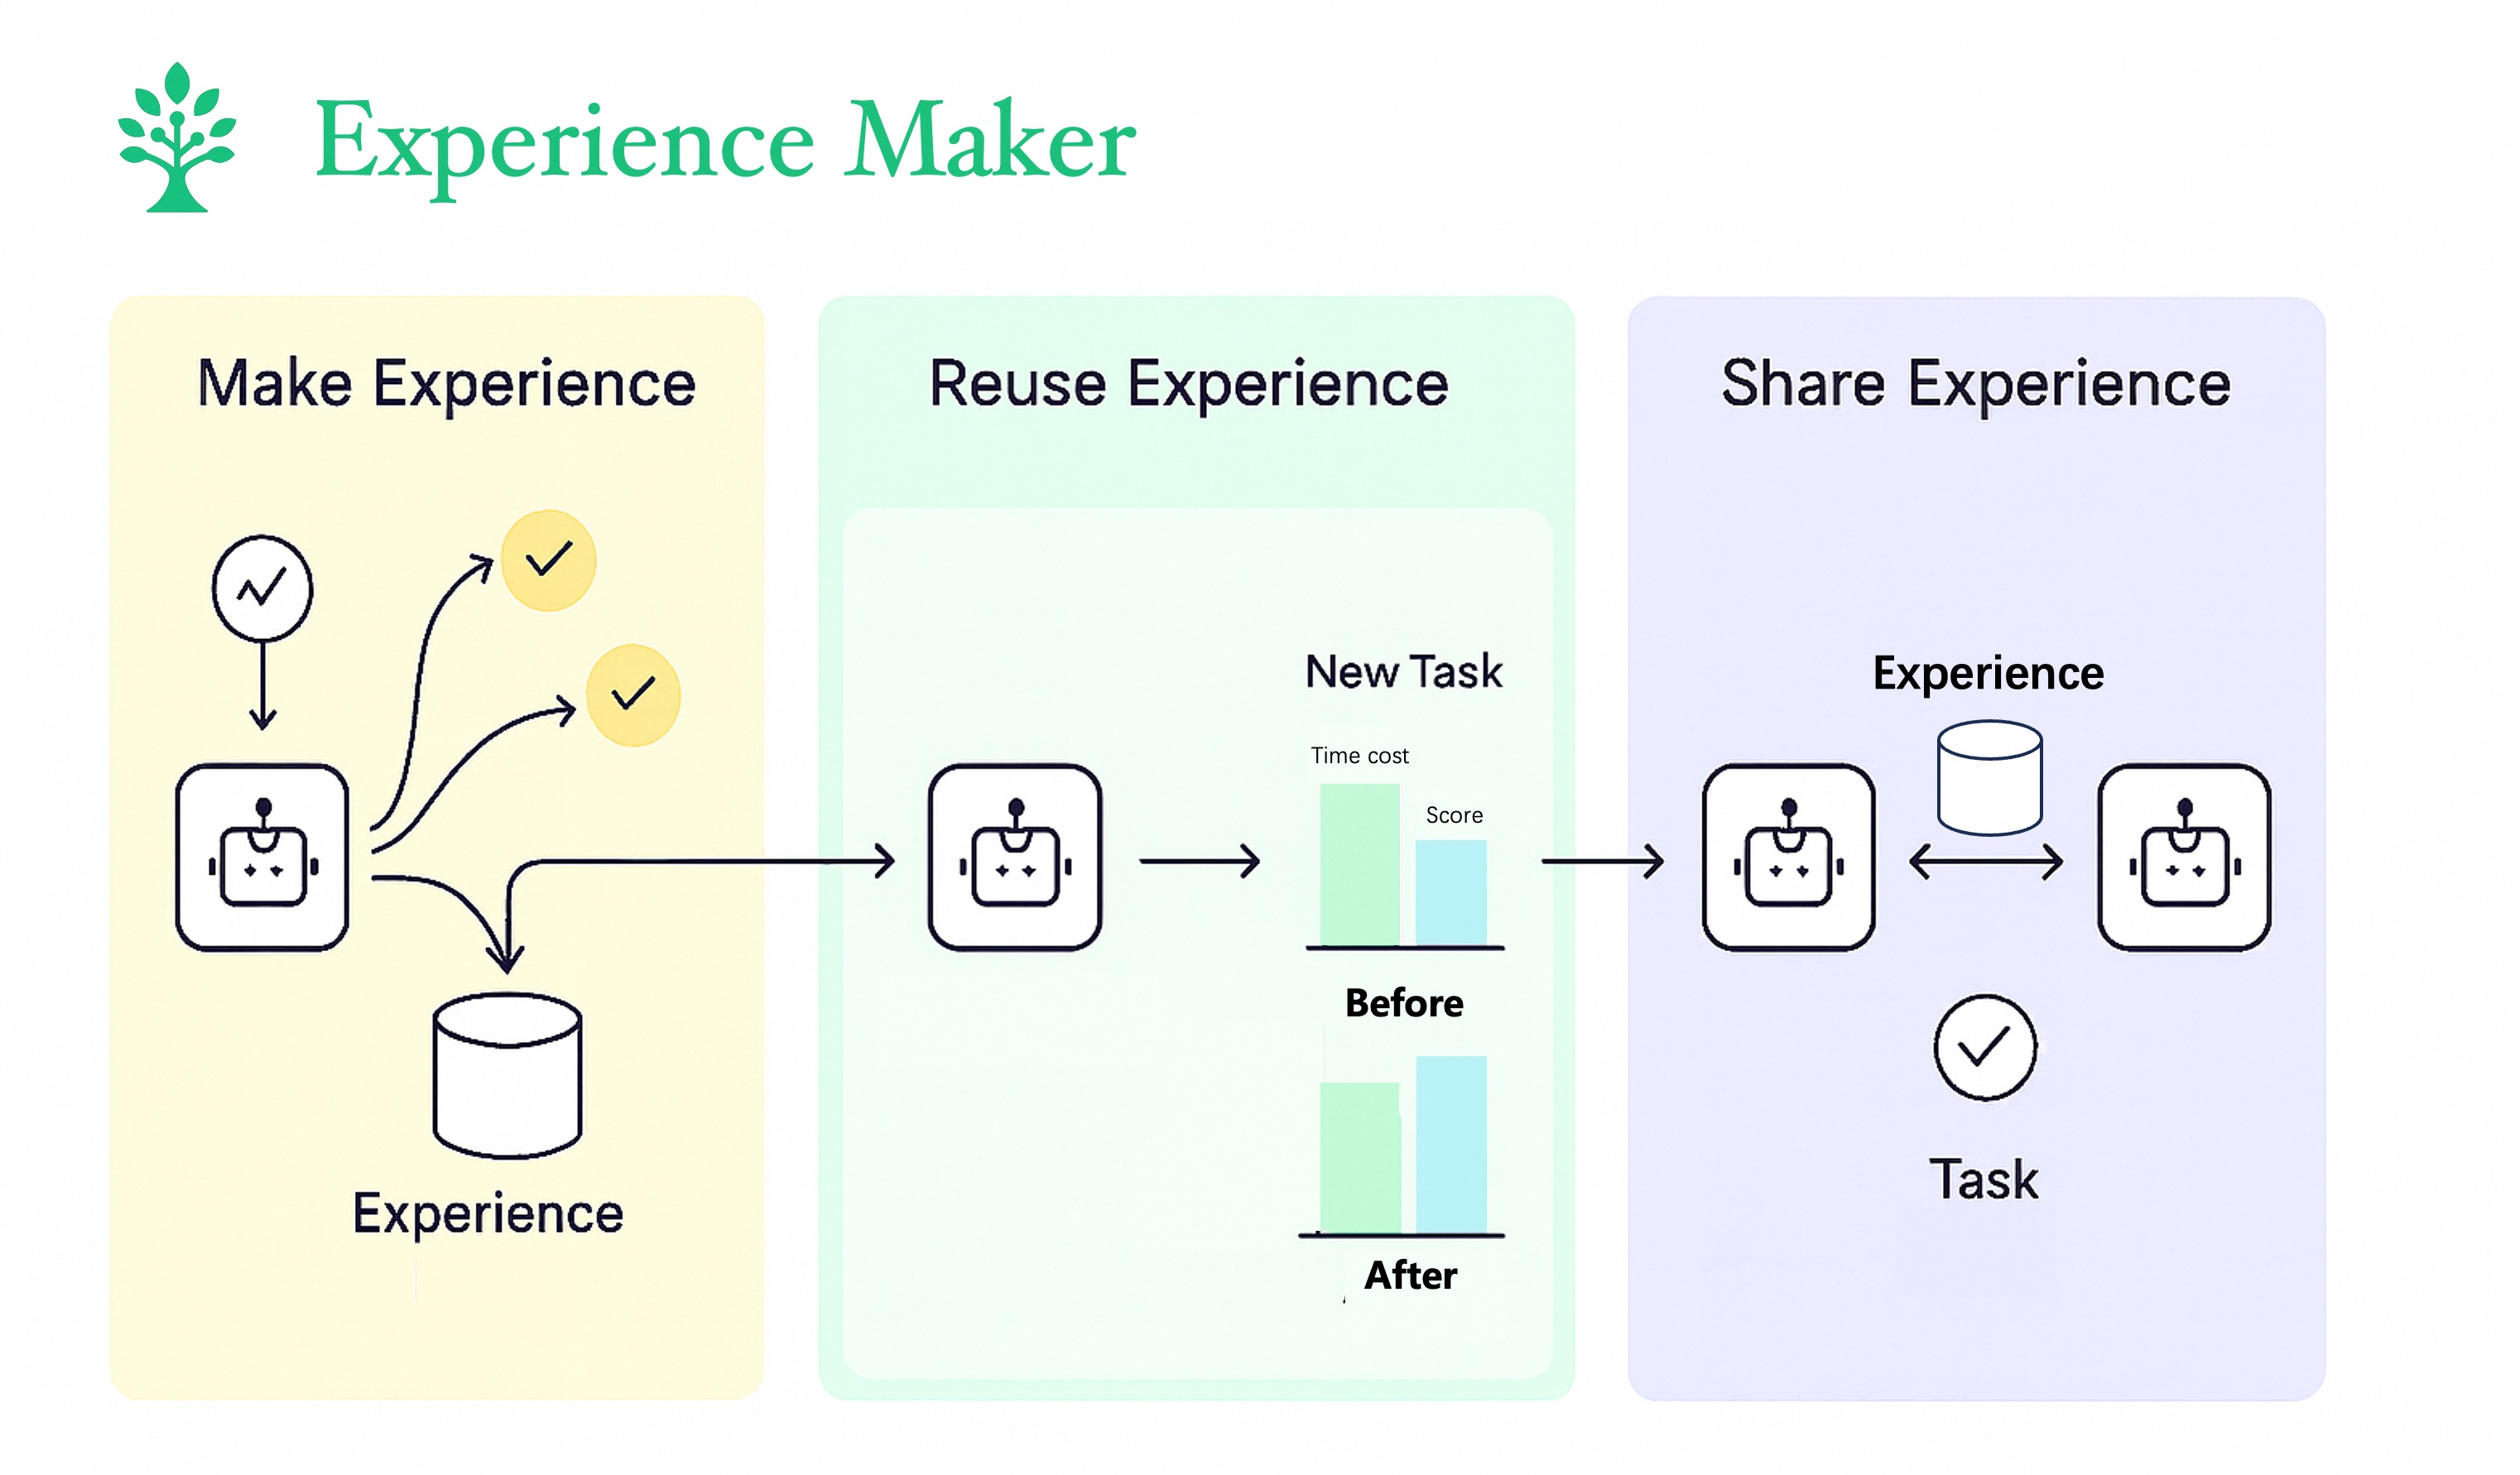 Experience Maker
Make Experience
Reuse Experience
Share Experience
Experience
New Task
Time cost
Score
Before
After
Experience
Task